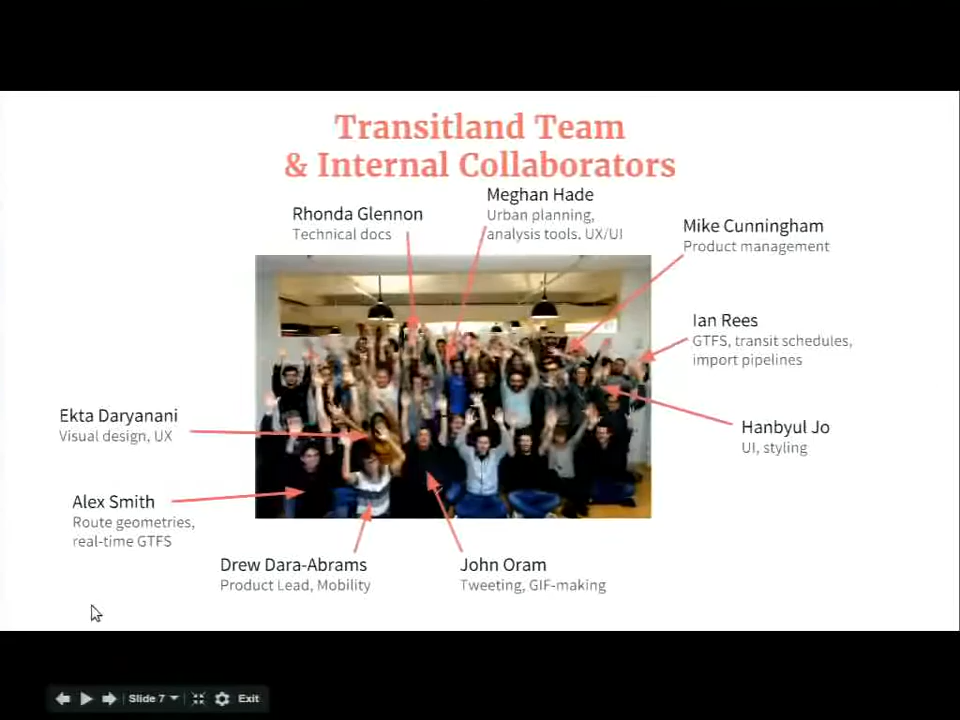 Transitland Team
& Internal Collaborators
Meghan Hade
Urban planning,
analysis tools, UX/UI
Rhonda Glennon
Technical docs
Mike Cunningham
Product management
Ian Rees
GTFS, transit schedules,
import pipelines
Ekta Daryanani
Visual design, UX
Hanbyul Jo
UI, styling
Alex Smith
Route geometries,
real-time GTFS
Drew Dara-Abrams
Product Lead, Mobility
John Oram
Tweeting, GIF-making
Slide 7
Exit